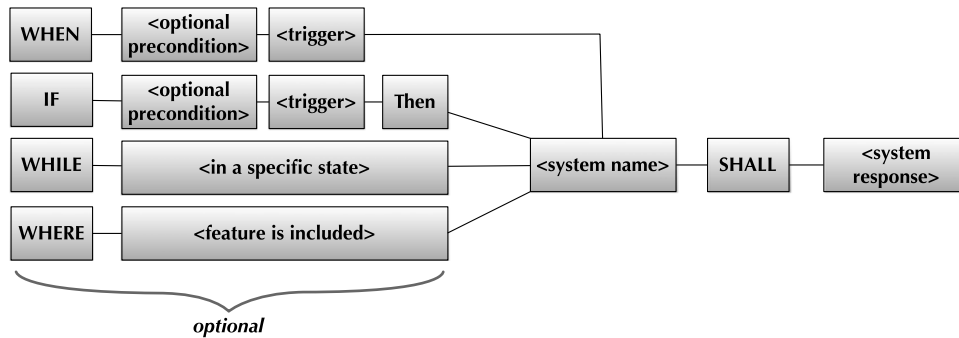 WHEN
<optional
precondition>
<trigger>
IF
<optional
precondition>
<trigger>
Then
WHILE
<in a specific state>
<system name>
SHALL
<system
response>
WHERE
<feature is included>
optional